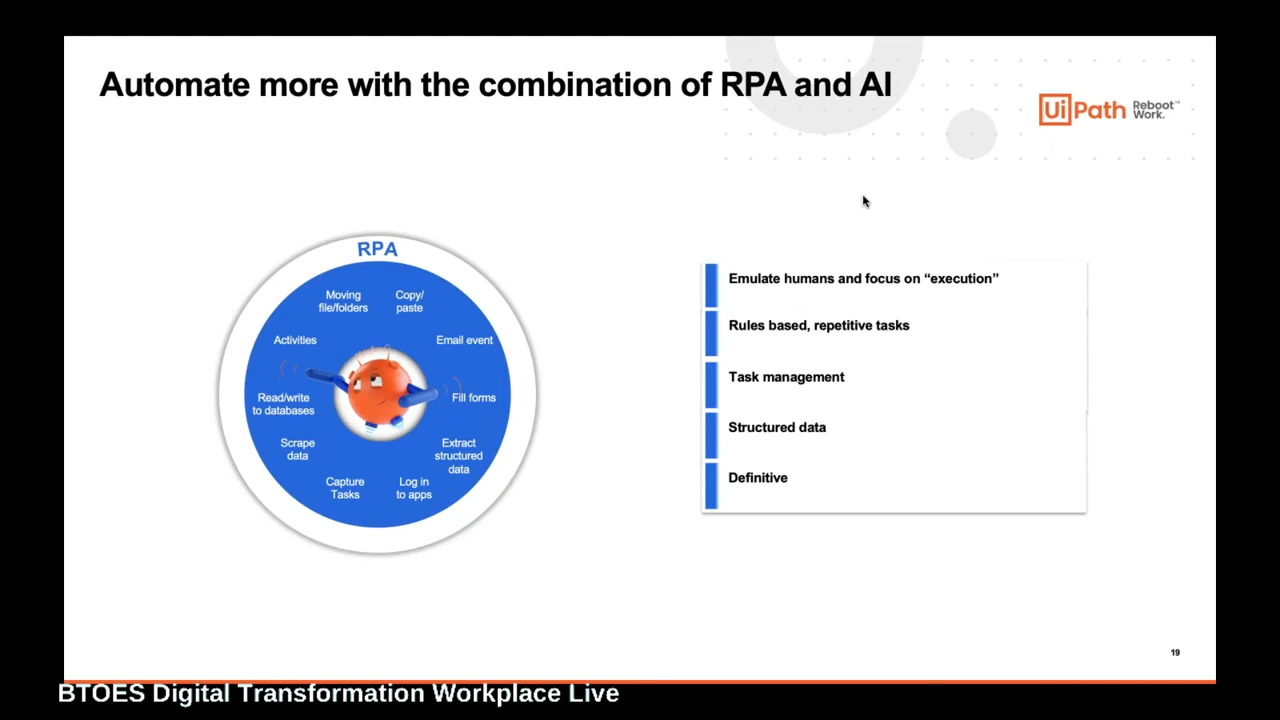 Automate more with the combination of RPA and AI
UiPath Reboot™
Work.
RPA
Moving
file/folders
Copy/
paste
Activities
Email event
Read/write
to databases
Fill forms
Scrape
data
Extract
structured
data
Capture
Tasks
Log in
to apps
Emulate humans and focus on “execution”
Rules based, repetitive tasks
Task management
Structured data
Definitive
19
BTOES Digital Transformation Workplace Live